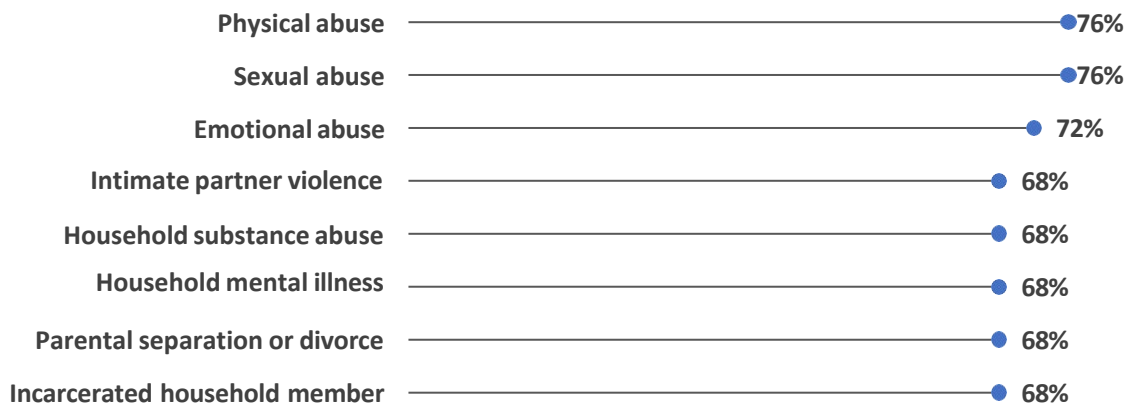 Physical abuse 76%
Sexual abuse 76%
Emotional abuse 72%
Intimate partner violence 68%
Household substance abuse 68%
Household mental illness 68%
Parental separation or divorce 68%
Incarcerated household member 68%